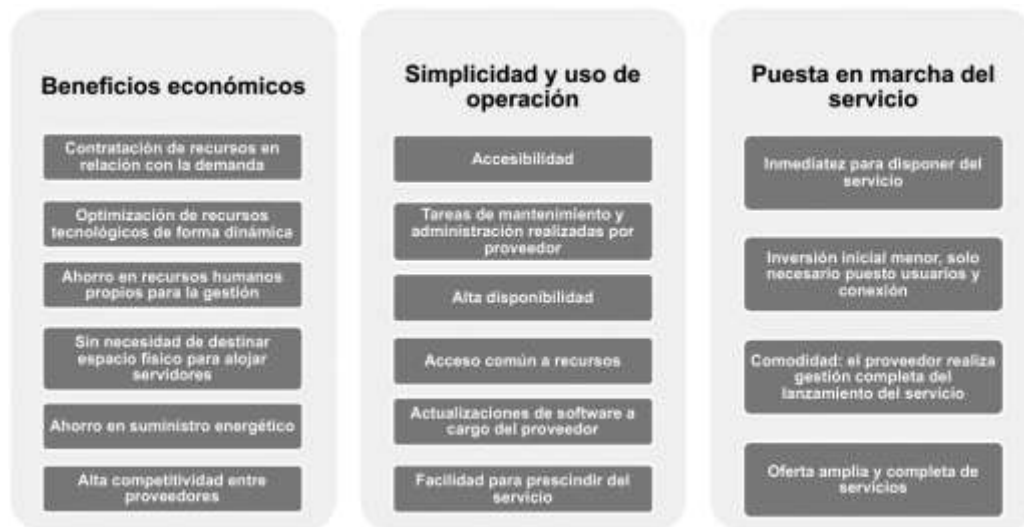 Beneficios económicos
Contratación de recursos en
relación con la demanda
Optimización de recursos
tecnológicos de forma dinámica
Ahorro en recursos humanos
propios para la gestión
Sin necesidad de destinar
espacio físico para alojar
servidores
Ahorro en suministro energético
Alta competitividad entre
proveedores
Simplicidad y uso de
operación
Accesibilidad
Tareas de mantenimiento y
administración realizadas por
proveedor
Alta disponibilidad
Acceso común a recursos
Actualizaciones de software a
cargo del proveedor
Facilidad para prescindir del
servicio
Puesta en marcha del
servicio
Inmediatez para disponer del
servicio
Inversión inicial menor, solo
necesario puesto usuarios y
conexión
Comodidad: el proveedor realiza
gestión completa del
lanzamiento del servicio
Oferta amplia y completa de
servicios